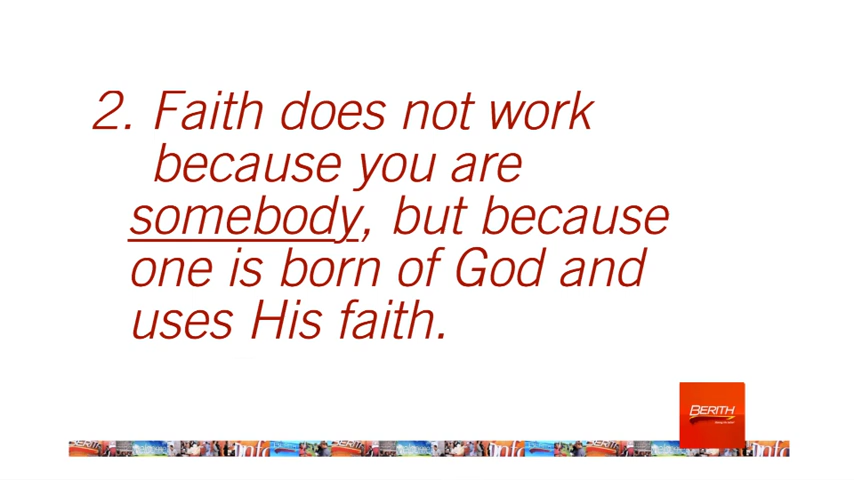 2. Faith does not work
because you are
somebody, but because
one is born of God and
uses His faith.
BERITH